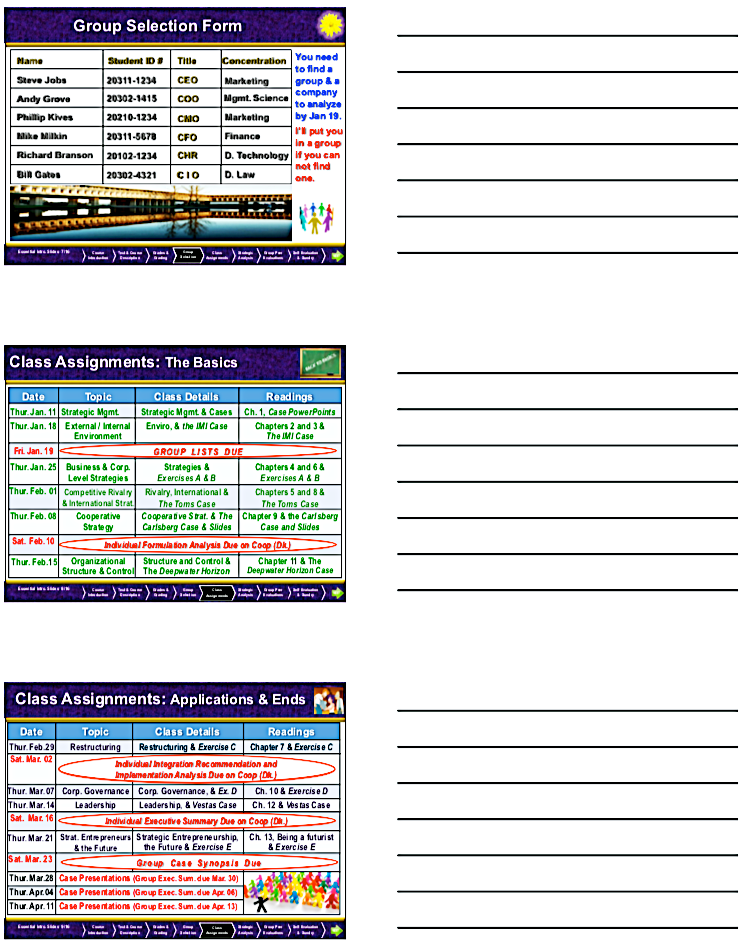 Group Selection Form
Name Student ID # Title Concentration
Steve Jobs 20311-1234 CEO Marketing
Andy Grove 20302-1415 COO Mgmt. Science
Phillip Kives 20210-1234 CMO Marketing
Mike Milkin 20311-5678 CFO Finance
Richard Branson 20102-1234 CHR D. Technology
Bill Gates 20302-4321 C I O D. Law
You need
to find a
group & a
company
to analyze
by Jan 19.
I'll put you
in a group
if you can
not find
one.
Class Assignments: The Basics
BACK TO BASICS
Date Topic Class Details Readings
Thur. Jan. 11 Strategic Mgmt. Strategic Mgmt. & Cases Ch. 1, Case PowerPoints
Thur. Jan. 18 External / Internal Enviro, & the IMI Case Chapters 2 and 3 &
Environment The IMI Case
Fri. Jan. 19 GROUP LISTS DUE
Thur. Jan. 25 Business & Corp. Strategies & Chapters 4 and 6 &
Level Strategies Exercises A & B Exercises A & B
Thur. Feb. 01 Competitive Rivalry Rivalry, International & Chapters 5 and 8 &
& International Strat. The Toms Case The Toms Case
Thur. Feb. 08 Cooperative Cooperative Strat. & The Chapter 9 & the Carlsberg
Strategy Carlsberg Case & Slides Case and Slides
Sat. Feb. 10 Individual Formulation Analysis Due on Coop (Dk.)
Thur. Feb.15 Organizational Structure and Control & Chapter 11 & The
Structure & Control The Deepwater Horizon Deepwater Horizon Case
Class Assignments: Applications & Ends
Date Topic Class Details Readings
Thur. Feb.29 Restructuring Restructuring & Exercise C Chapter 7 & Exercise C
Sat. Mar. 02 Individual Integration Recommendation and
Implementation Analysis Due on Coop (Dk.)
Thur. Mar. 07 Corp. Governance Corp. Governance, & Ex. D Ch. 10 & Exercise D
Thur. Mar. 14 Leadership Leadership, & Vestas Case Ch. 12 & Vestas Case
Sat. Mar. 16 Individual Executive Summary Due on Coop (Dk.)
Thur. Mar. 21 Strat. Entrepreneurs Strategic Entrepreneurship, Ch. 13, Being a futurist
& the Future the Future & Exercise E & Exercise E
Sat. Mar. 23 Group Case Synopsis Due
Thur. Mar.28 Case Presentations (Group Exec. Sum. due Mar. 30)
Thur. Apr. 04 Case Presentations (Group Exec. Sum. due Apr. 06)
Thur. Apr. 11 Case Presentations (Group Exec. Sum. due Apr. 13)